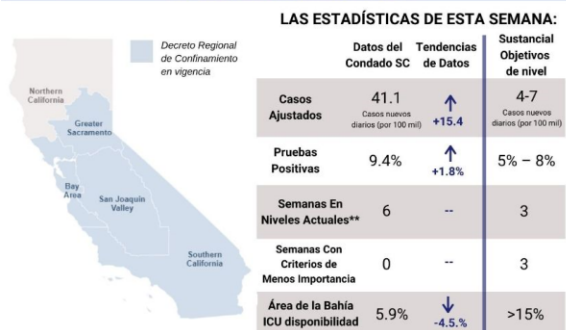 LAS ESTADÍSTICAS DE ESTA SEMANA:
Decreto Regional
de Confinamiento
en vigencia
Northern
California
Greater
Sacramento
Bay
Area
San Joaquin
Valley
Southern
California
Datos del
Condado SC
Tendencias
de Datos
Sustancial
Objetivos
de nivel
Casos
Ajustados
41.1
Casos nuevos
diarios (por 100 mil)
+15.4
4-7
Casos nuevos
diarios (por 100 mil)
Pruebas
Positivas
9.4%
+1.8%
5% – 8%
Semanas En
Niveles Actuales**
6
--
3
Semanas Con
Criterios de
Menos Importancia
0
--
3
Área de la Bahía
ICU disponibilidad
5.9%
-4.5.%
>15%